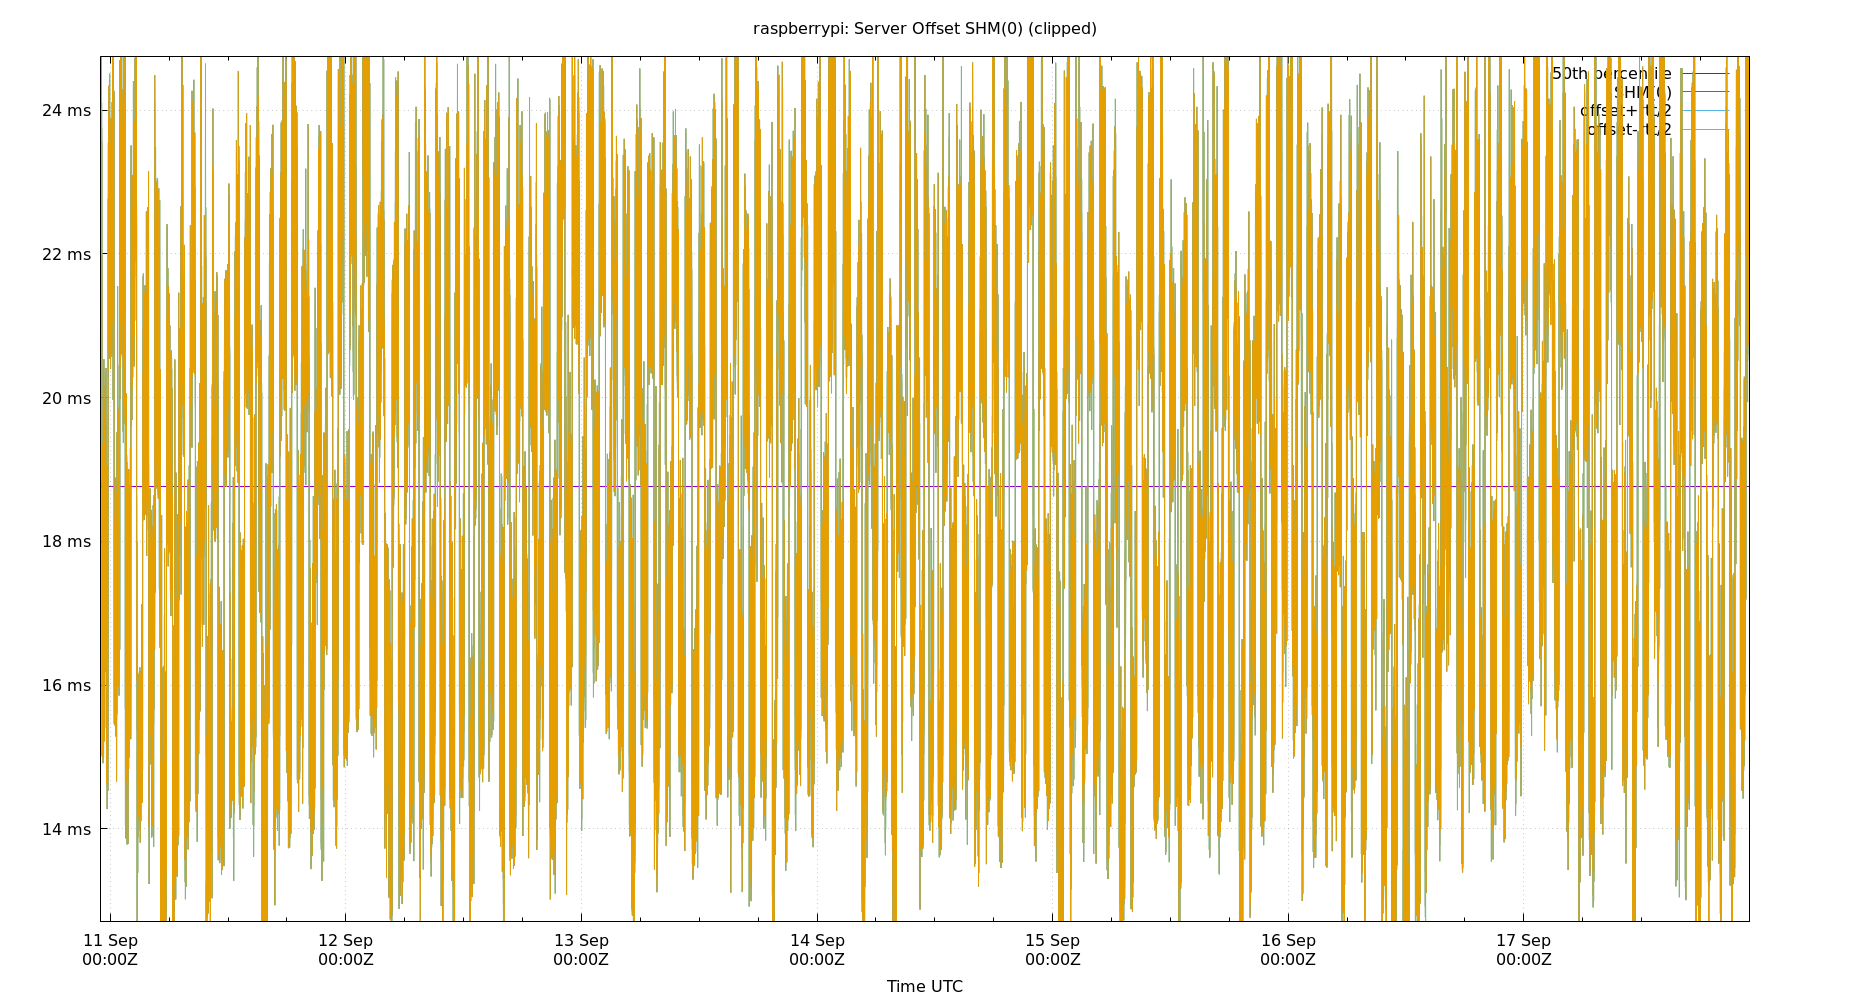 raspberrypi: Server Offset SHM(0) (clipped)
50th percentile
SHM(0)
offset+rtt/2
offset-rtt/2
24 ms
22 ms
20 ms
18 ms
16 ms
14 ms
11 Sep 12 Sep 13 Sep 14 Sep 15 Sep 16 Sep 17 Sep
00:00Z 00:00Z 00:00Z 00:00Z 00:00Z 00:00Z 00:00Z
Time UTC